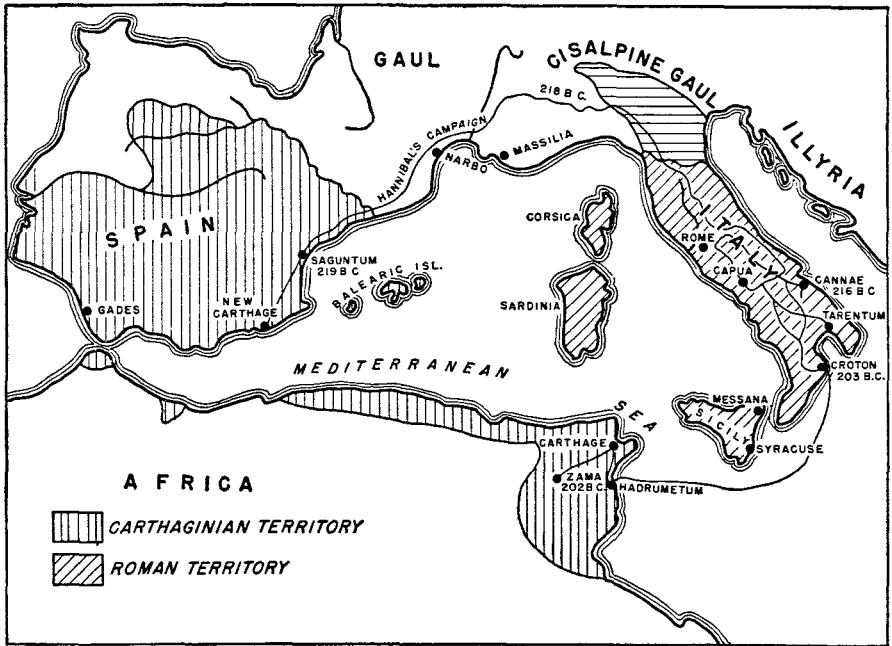 GAUL
CISALPINE GAUL
218 B C.
ILLYRIA
HANNIBAL'S CAMPAIGN
NARBO
MASSILIA
CORSICA
ITALY
ROME
SPAIN
SAGUNTUM
219 B C
BALEARIC ISL.
SARDINIA
CAPUA
CANNAE
216 B C
GADES
NEW
CARTHAGE
TARENTUM
MEDITERRANEAN
SEA
CROTON
203 B.C.
MESSANA
SICILY
SYRACUSE
CARTHAGE
ZAMA
202 B C.
HADRUMETUM
AFRICA
CARTHAGINIAN TERRITORY
ROMAN TERRITORY